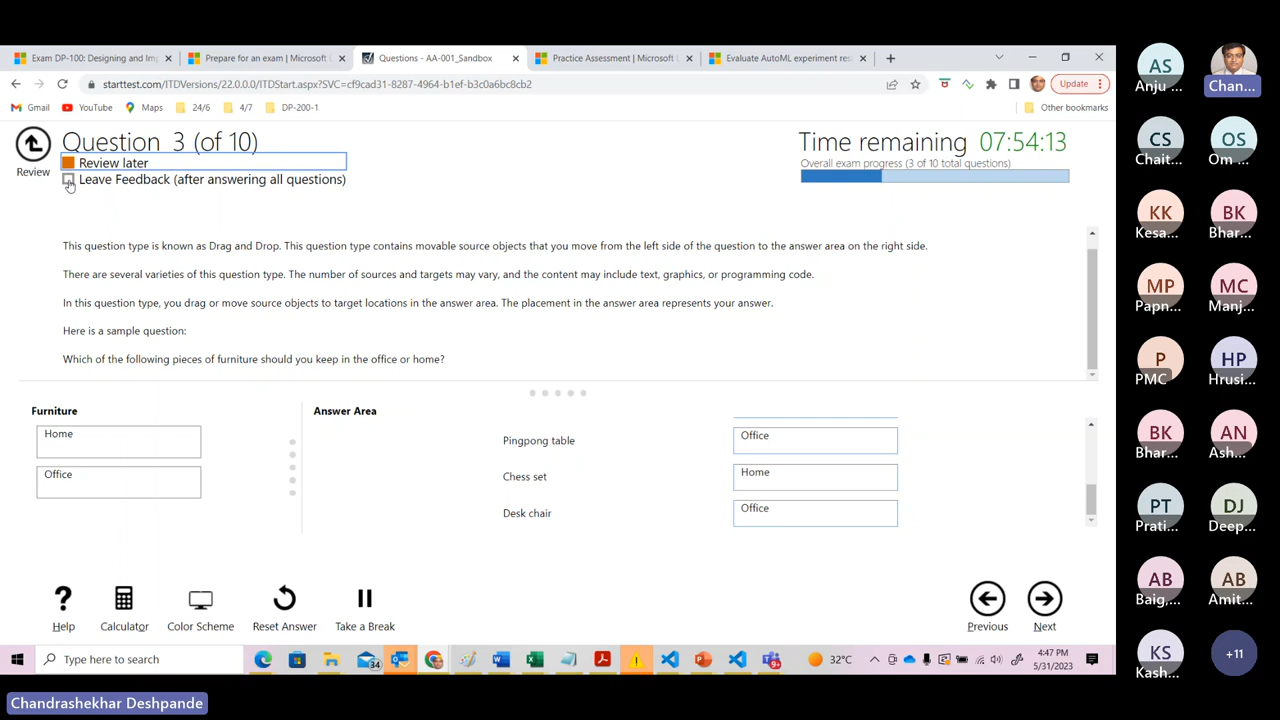 Exam DP-100: Designing and Imp
Prepare for an exam | Microsoft L
Questions - AA-001_Sandbox
Practice Assessment | Microsoft L
Evaluate AutoML experiment res
starttest.com/ITDVersions/22.0.0.0/ITDStart.aspx?SVC=cf9cad31-8287-4964-b1ef-b3c0a6bc8cb2
Update
Gmail
YouTube
Maps
24/6
4/7
DP-200-1
Other bookmarks
Review
Question 3 (of 10)
Review later
Leave Feedback (after answering all questions)
Time remaining 07:54:13
Overall exam progress (3 of 10 total questions)
This question type is known as Drag and Drop. This question type contains movable source objects that you move from the left side of the question to the answer area on the right side.
There are several varieties of this question type. The number of sources and targets may vary, and the content may include text, graphics, or programming code.
In this question type, you drag or move source objects to target locations in the answer area. The placement in the answer area represents your answer.
Here is a sample question:
Which of the following pieces of furniture should you keep in the office or home?
Furniture
Home
Office
Answer Area
Pingpong table Office
Chess set Home
Desk chair Office
? Help
Calculator
Color Scheme
Reset Answer
Take a Break
Previous
Next
Type here to search
34
9+
32°C
4:47 PM
5/31/2023
Chandrashekhar Deshpande
AS
Anju ...
Chan...
CS
Chait...
OS
Om ...
KK
Kesa...
BK
Bhar...
MP
Papn...
MC
Manj...
P
PMC
HP
Hrusi...
BK
Bhar...
AN
Ash...
PT
Prati...
DJ
Deep...
AB
Baig,...
AB
Amit...
KS
Kash...
+11